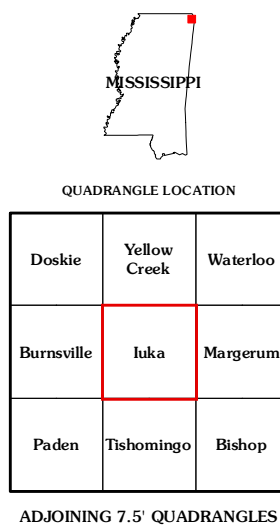 MISSISSIPPI
QUADRANGLE LOCATION
Doskie
Yellow
Creek
Waterloo
Burnsville
Iuka
Margerum
Paden
Tishomingo
Bishop
ADJOINING 7.5' QUADRANGLES